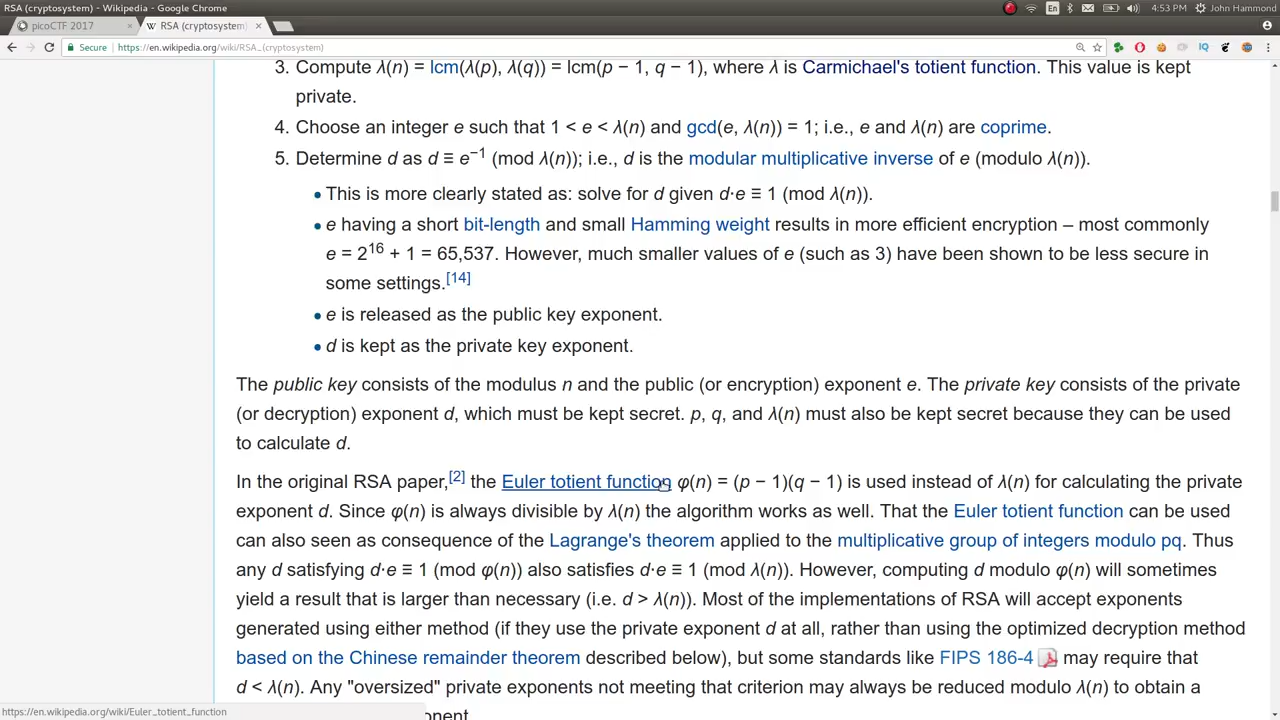 RSA (cryptosystem) - Wikipedia - Google Chrome
En
4:53 PM
John Hammond
picoCTF 2017 ×
W RSA (cryptosystem) ×
Secure https://en.wikipedia.org/wiki/RSA_(cryptosystem)
IQ
3. Compute λ(n) = lcm(λ(p), λ(q)) = lcm(p − 1, q − 1), where λ is Carmichael's totient function. This value is kept
private.
4. Choose an integer e such that 1 < e < λ(n) and gcd(e, λ(n)) = 1; i.e., e and λ(n) are coprime.
5. Determine d as d ≡ e−1 (mod λ(n)); i.e., d is the modular multiplicative inverse of e (modulo λ(n)).
• This is more clearly stated as: solve for d given d⋅e ≡ 1 (mod λ(n)).
• e having a short bit-length and small Hamming weight results in more efficient encryption – most commonly
e = 216 + 1 = 65,537. However, much smaller values of e (such as 3) have been shown to be less secure in
some settings.[14]
• e is released as the public key exponent.
• d is kept as the private key exponent.
The public key consists of the modulus n and the public (or encryption) exponent e. The private key consists of the private
(or decryption) exponent d, which must be kept secret. p, q, and λ(n) must also be kept secret because they can be used
to calculate d.
In the original RSA paper,[2] the Euler totient function φ(n) = (p − 1)(q − 1) is used instead of λ(n) for calculating the private
exponent d. Since φ(n) is always divisible by λ(n) the algorithm works as well. That the Euler totient function can be used
can also seen as consequence of the Lagrange's theorem applied to the multiplicative group of integers modulo pq. Thus
any d satisfying d⋅e ≡ 1 (mod φ(n)) also satisfies d⋅e ≡ 1 (mod λ(n)). However, computing d modulo φ(n) will sometimes
yield a result that is larger than necessary (i.e. d > λ(n)). Most of the implementations of RSA will accept exponents
generated using either method (if they use the private exponent d at all, rather than using the optimized decryption method
based on the Chinese remainder theorem described below), but some standards like FIPS 186-4 may require that
d < λ(n). Any "oversized" private exponents not meeting that criterion may always be reduced modulo λ(n) to obtain a
https://en.wikipedia.org/wiki/Euler_totient_function